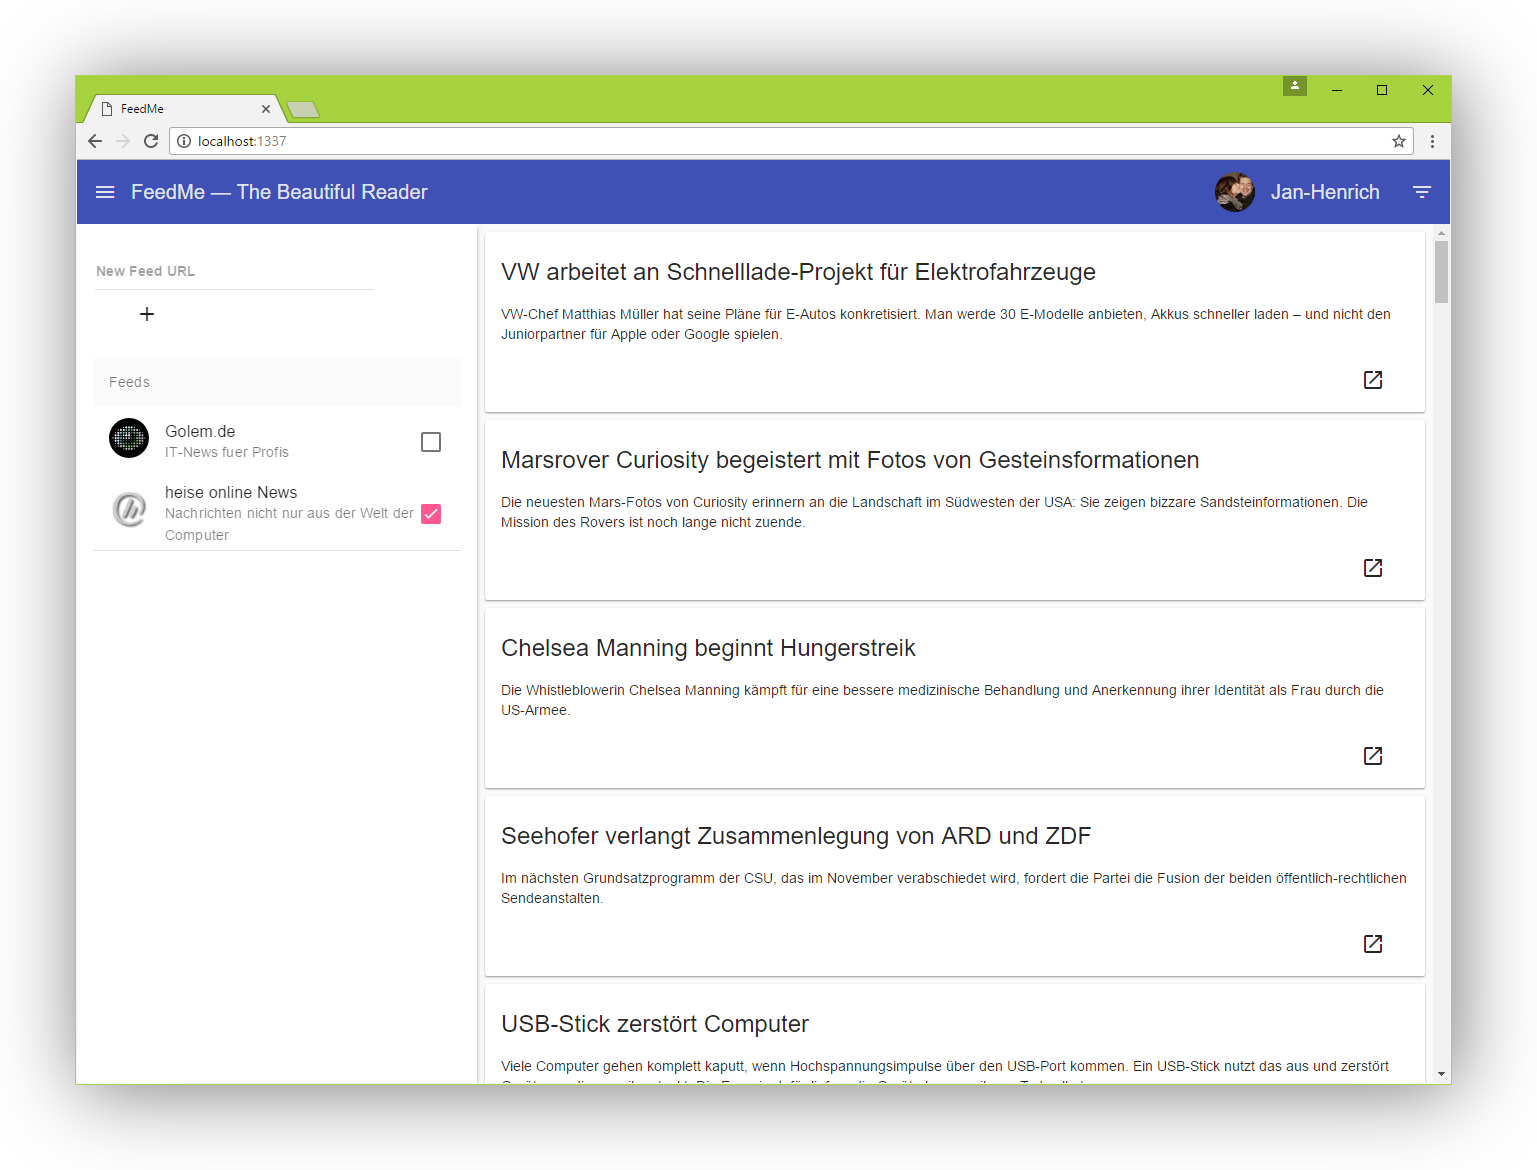 FeedMe
localhost:1337
FeedMe — The Beautiful Reader
Jan-Henrich
New Feed URL
Feeds
Golem.de
IT-News fuer Profis
heise online News
Nachrichten nicht nur aus der Welt der
Computer
VW arbeitet an Schnelllade-Projekt für Elektrofahrzeuge
VW-Chef Matthias Müller hat seine Pläne für E-Autos konkretisiert. Man werde 30 E-Modelle anbieten, Akkus schneller laden – und nicht den
Juniorpartner für Apple oder Google spielen.
Marsrover Curiosity begeistert mit Fotos von Gesteinsformationen
Die neuesten Mars-Fotos von Curiosity erinnern an die Landschaft im Südwesten der USA: Sie zeigen bizzare Sandsteinformationen. Die
Mission des Rovers ist noch lange nicht zuende.
Chelsea Manning beginnt Hungerstreik
Die Whistleblowerin Chelsea Manning kämpft für eine bessere medizinische Behandlung und Anerkennung ihrer Identität als Frau durch die
US-Armee.
Seehofer verlangt Zusammenlegung von ARD und ZDF
Im nächsten Grundsatzprogramm der CSU, das im November verabschiedet wird, fordert die Partei die Fusion der beiden öffentlich-rechtlichen
Sendeanstalten.
USB-Stick zerstört Computer
Viele Computer gehen komplett kaputt, wenn Hochspannungsimpulse über den USB-Port kommen. Ein USB-Stick nutzt das aus und zerstört